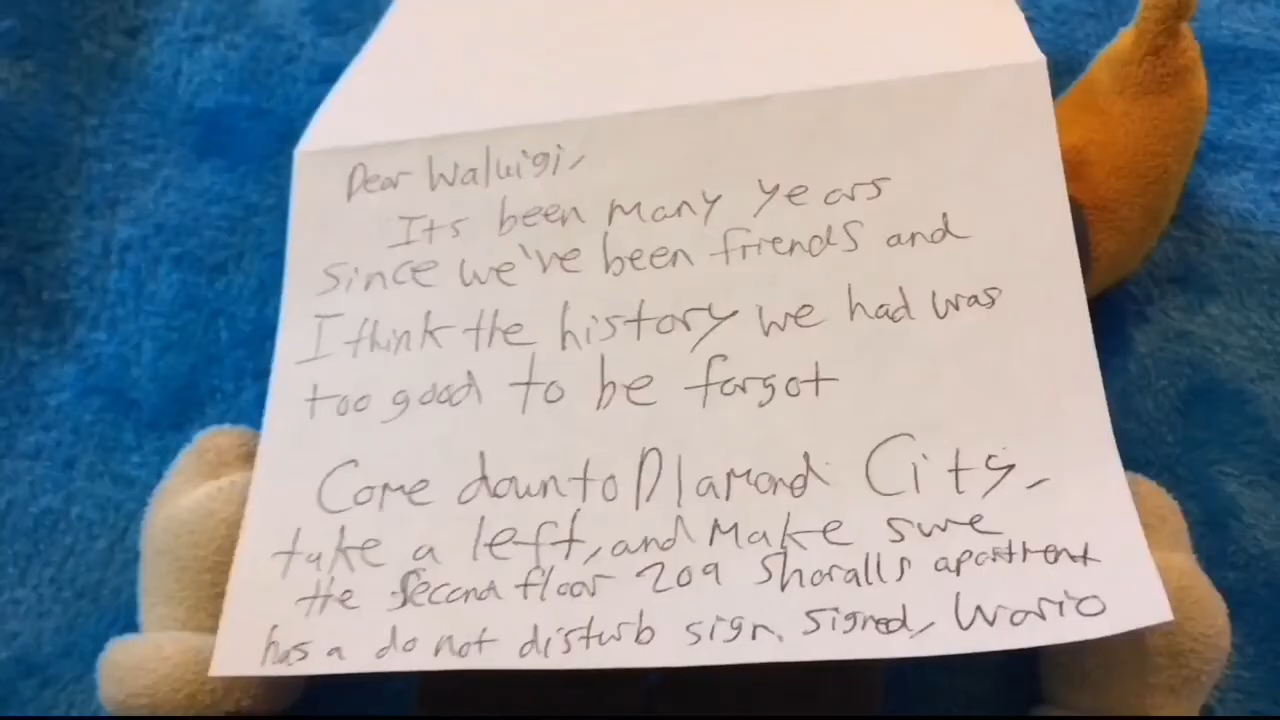 Dear Waluigi,
Its been many years
since we've been friends and
I think the history we had was
too good to be forgot
Come down to Diamond City,
take a left, and make sure
the second floor 209 Shoralls apartment
has a do not disturb sign. Signed, Wario